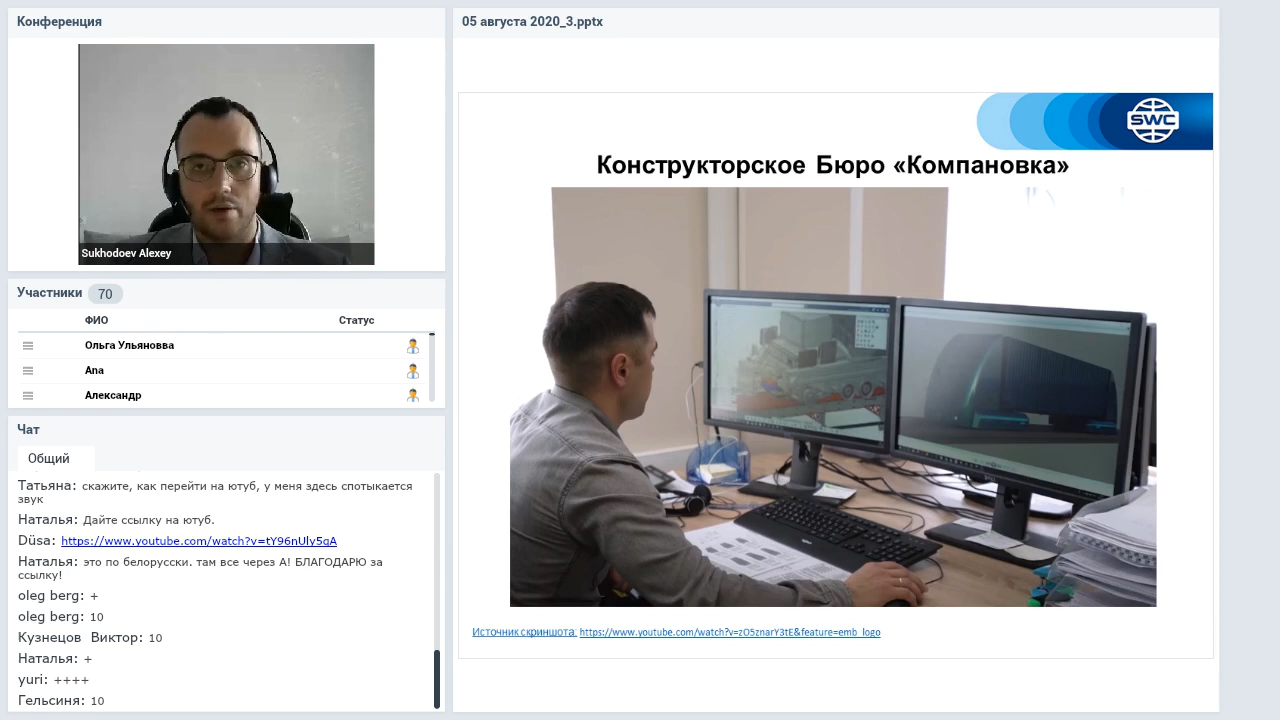 Конференция
Sukhodoev Alexey
Участники 70
ФИО Статус
Ольга Ульяновва
Ana
Александр
Чат
Общий
Татьяна: скажите, как перейти на ютуб, у меня здесь спотыкается
звук
Наталья: Дайте ссылку на ютуб.
Düsa: https://www.youtube.com/watch?v=tY96nUly5qA
Наталья: это по белорусски. там все через А! БЛАГОДАРЮ за
ссылку!
oleg berg: +
oleg berg: 10
Кузнецов Виктор: 10
Наталья: +
yuri: ++++
Гельсиня: 10
05 августа 2020_3.pptx
SWC
Конструкторское Бюро «Компановка»
Источник скриншота: https://www.youtube.com/watch?v=zO5znarY3tE&feature=emb_logo